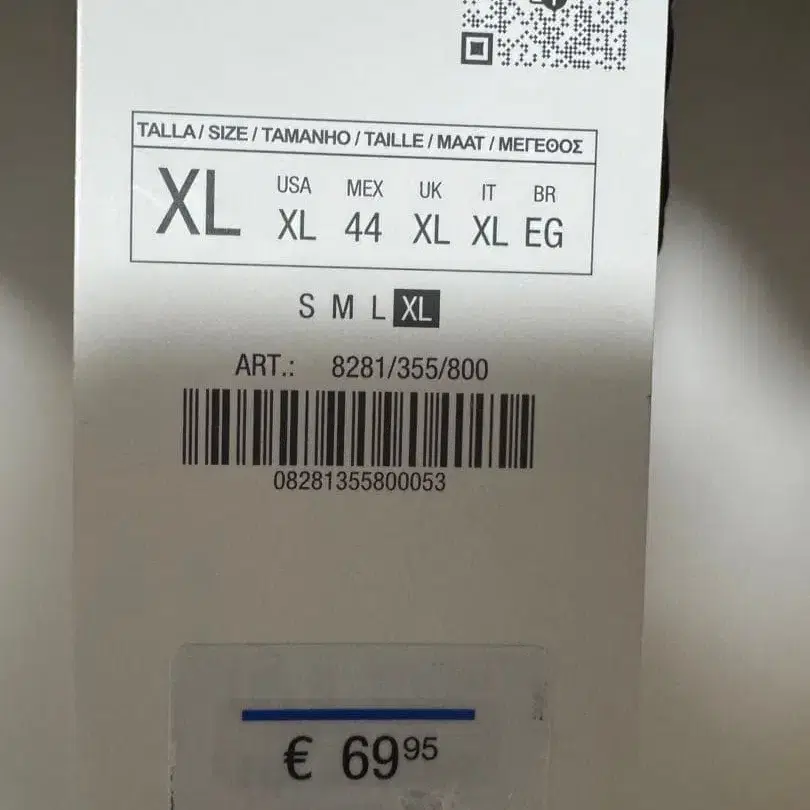 TALLA / SIZE / TAMANHO / TAILLE / MAAT / ΜΕΓΕΘΟΣ
USA MEX UK IT BR
XL XL 44 XL XL EG
S M L XL
ART.: 8281/355/800
08281355800053
€ 69⁹⁵